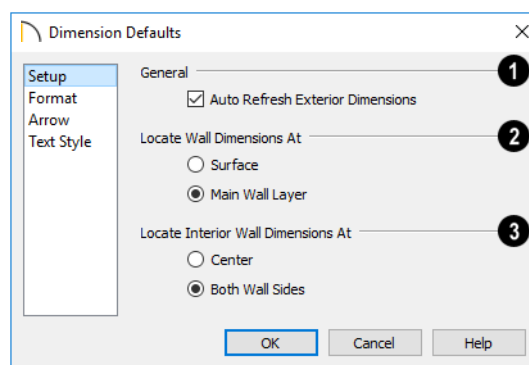 Dimension Defaults
Setup
Format
Arrow
Text Style
General
1
Auto Refresh Exterior Dimensions
Locate Wall Dimensions At
2
Surface
Main Wall Layer
Locate Interior Wall Dimensions At
3
Center
Both Wall Sides
OK
Cancel
Help